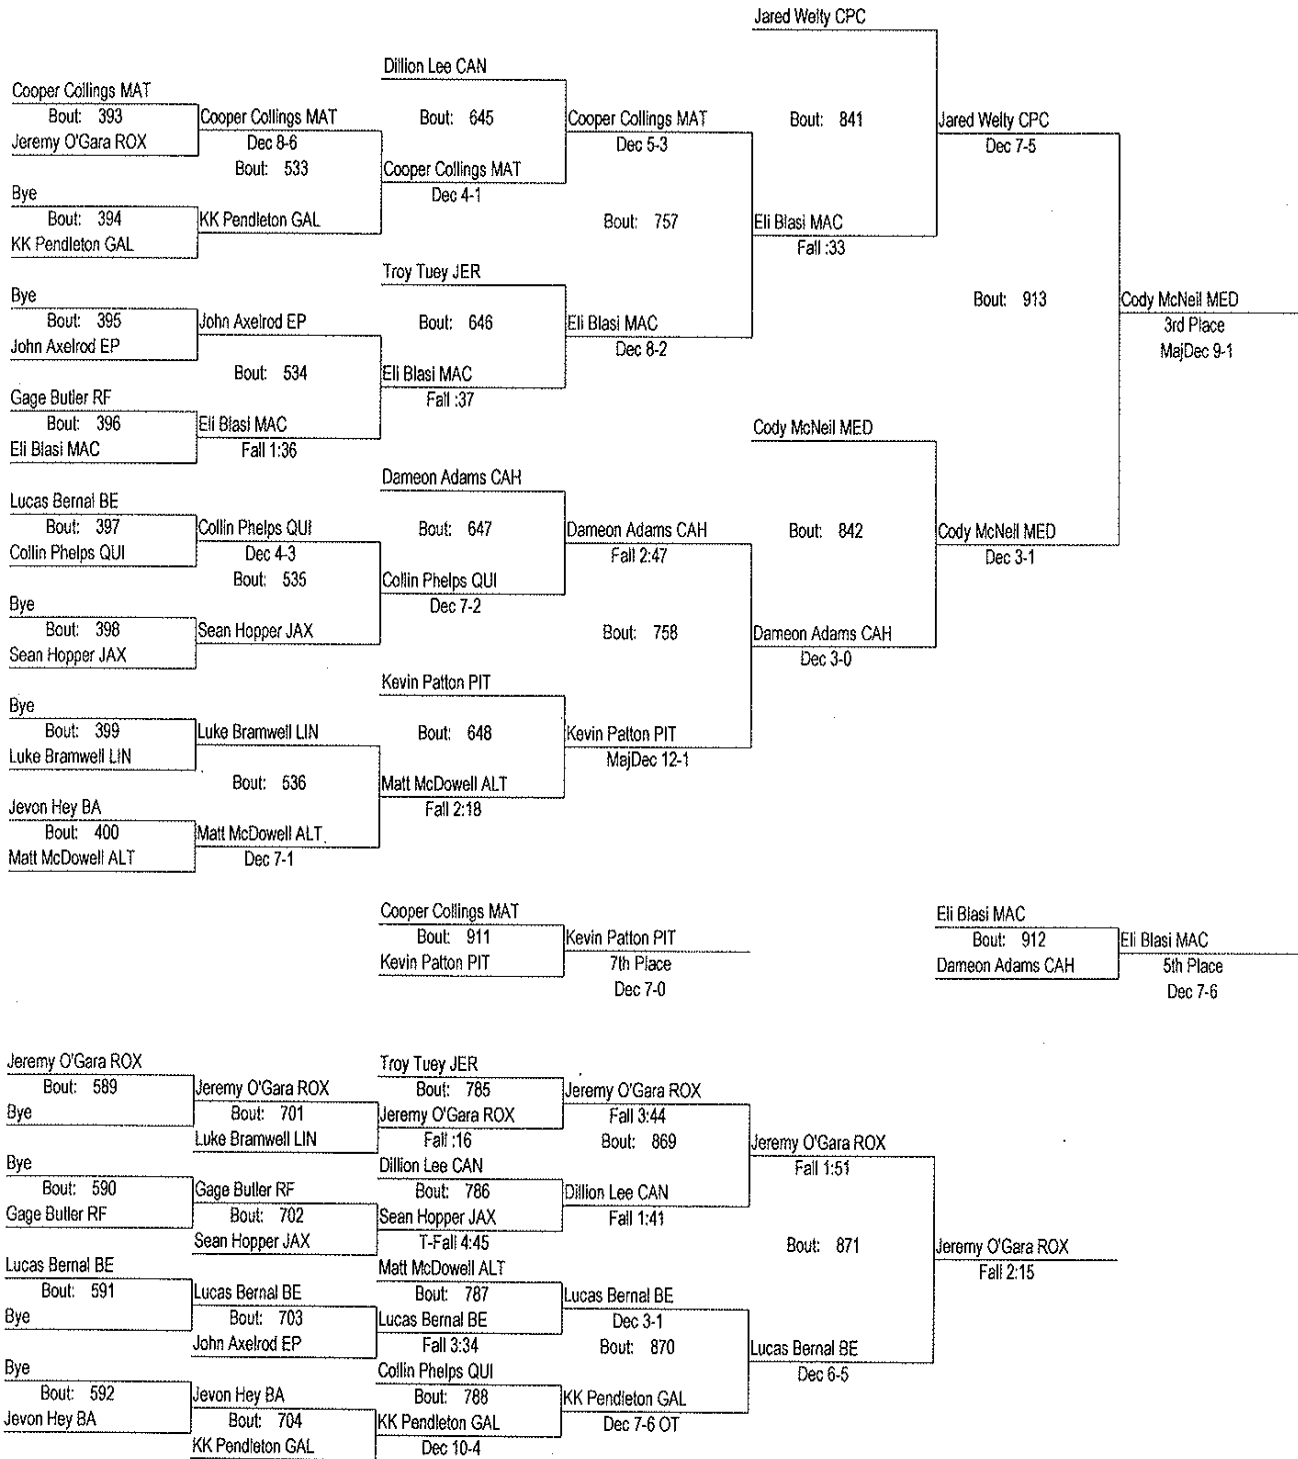 Jared Welty CPC
Dillion Lee CAN
Cooper Collings MAT
Bout: 393
Jeremy O'Gara ROX
Cooper Collings MAT
Dec 8-6
Bout: 533
Bout: 645
Cooper Collings MAT
Dec 5-3
Bout: 841
Jared Welty CPC
Dec 7-5
Cooper Collings MAT
Dec 4-1
Bye
Bout: 394
KK Pendleton GAL
KK Pendleton GAL
Bout: 757
Eli Blasi MAC
Fall :33
Troy Tuey JER
Bye
Bout: 395
John Axelrod EP
John Axelrod EP
Bout: 646
Eli Blasi MAC
Dec 8-2
Bout: 913
Cody McNeil MED
3rd Place
MajDec 9-1
Bout: 534
Eli Blasi MAC
Fall :37
Gage Butler RF
Bout: 396
Eli Blasi MAC
Eli Blasi MAC
Fall 1:36
Cody McNeil MED
Dameon Adams CAH
Lucas Bernal BE
Bout: 397
Collin Phelps QUI
Collin Phelps QUI
Dec 4-3
Bout: 535
Bout: 647
Dameon Adams CAH
Fall 2:47
Bout: 842
Cody McNeil MED
Dec 3-1
Collin Phelps QUI
Dec 7-2
Bye
Bout: 398
Sean Hopper JAX
Sean Hopper JAX
Bout: 758
Dameon Adams CAH
Dec 3-0
Kevin Patton PIT
Bye
Bout: 399
Luke Bramwell LIN
Luke Bramwell LIN
Bout: 648
Kevin Patton PIT
MajDec 12-1
Bout: 536
Matt McDowell ALT
Fall 2:18
Jevon Hey BA
Bout: 400
Matt McDowell ALT
Matt McDowell ALT
Dec 7-1
Cooper Collings MAT
Bout: 911
Kevin Patton PIT
Kevin Patton PIT
7th Place
Dec 7-0
Eli Blasi MAC
Bout: 912
Dameon Adams CAH
Eli Blasi MAC
5th Place
Dec 7-6
Jeremy O'Gara ROX
Bout: 589
Bye
Jeremy O'Gara ROX
Bout: 701
Luke Bramwell LIN
Troy Tuey JER
Bout: 785
Jeremy O'Gara ROX
Fall :16
Jeremy O'Gara ROX
Fall 3:44
Bout: 869
Jeremy O'Gara ROX
Fall 1:51
Bye
Bout: 590
Gage Butler RF
Gage Butler RF
Bout: 702
Sean Hopper JAX
Dillion Lee CAN
Bout: 786
Sean Hopper JAX
T-Fall 4:45
Dillion Lee CAN
Fall 1:41
Bout: 871
Jeremy O'Gara ROX
Fall 2:15
Lucas Bernal BE
Bout: 591
Bye
Lucas Bernal BE
Bout: 703
John Axelrod EP
Matt McDowell ALT
Bout: 787
Lucas Bernal BE
Fall 3:34
Lucas Bernal BE
Dec 3-1
Bout: 870
Lucas Bernal BE
Dec 6-5
Bye
Bout: 592
Jevon Hey BA
Jevon Hey BA
Bout: 704
KK Pendleton GAL
Collin Phelps QUI
Bout: 788
KK Pendleton GAL
Dec 10-4
KK Pendleton GAL
Dec 7-6 OT